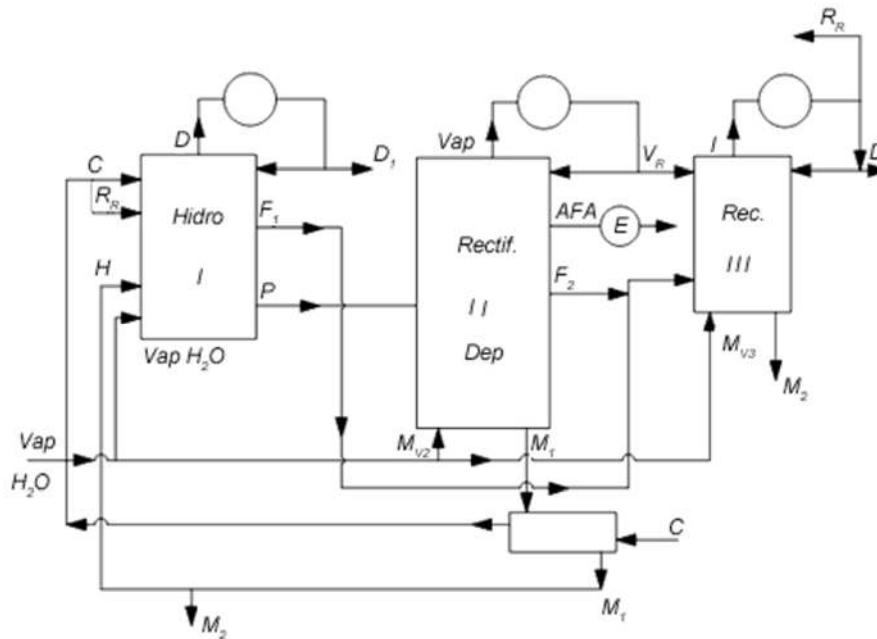 R_R
D
D_1
Vap
V_R
I
D
C
R_R
H
Hidro
I
F_1
P
Vap H_2O
Rectif.
II
Dep
AFA
E
F_2
Rec.
III
M_V3
M_2
Vap
H_2O
M_V2
M_1
C
M_1
M_2